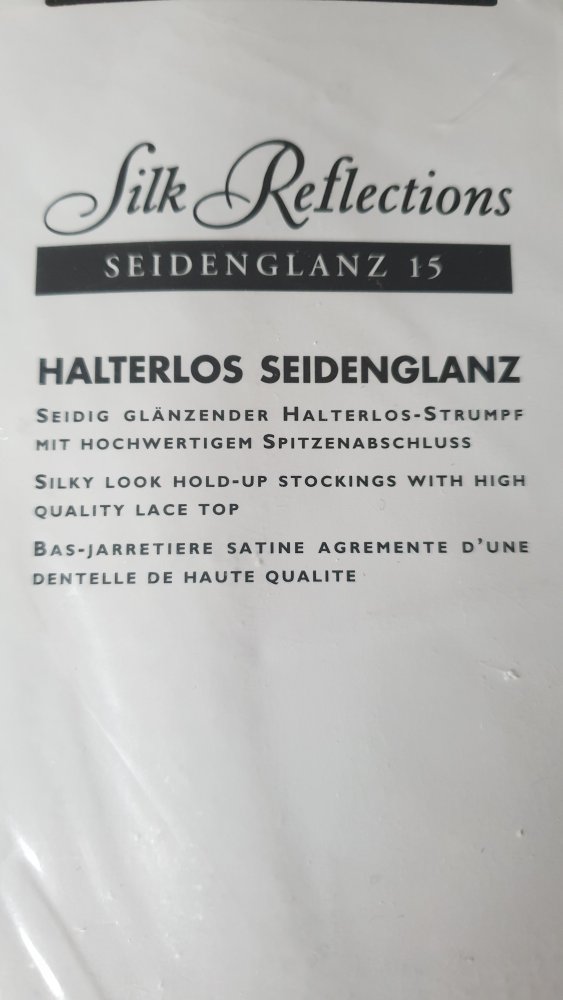 Silk Reflections
SEIDENGLANZ 15
HALTERLOS SEIDENGLANZ
SEIDIG GLÄNZENDER HALTERLOS-STRUMPF
MIT HOCHWERTIGEM SPITZENABSCHLUSS
SILKY LOOK HOLD-UP STOCKINGS WITH HIGH
QUALITY LACE TOP
BAS-JARRETIERE SATINE AGREMENTE D'UNE
DENTELLE DE HAUTE QUALITE